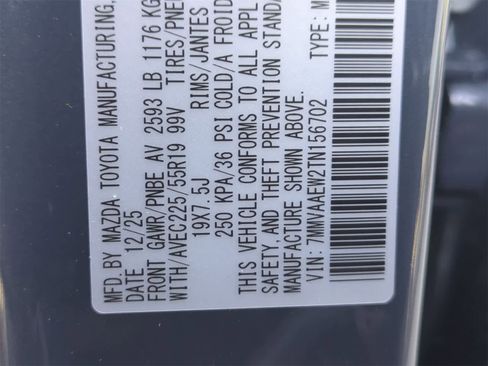 MFD. BY MAZDA TOYOTA MANUFACTURING,
12/25
FRONT GAWR/PNBE AV 2593 LB 1176 KG
WITH/AVEC225/55R19 99V TIRES/PNE
19X7.5J RIMS/JANTES
250 KPA/36 PSI COLD/A FROID
THIS VEHICLE CONFORMS TO ALL APPL
SAFETY, AND THEFT PREVENTION STAND
MANUFACTURE SHOWN ABOVE.
VIN: 7MMVAAEW2TN156702 TYPE: M